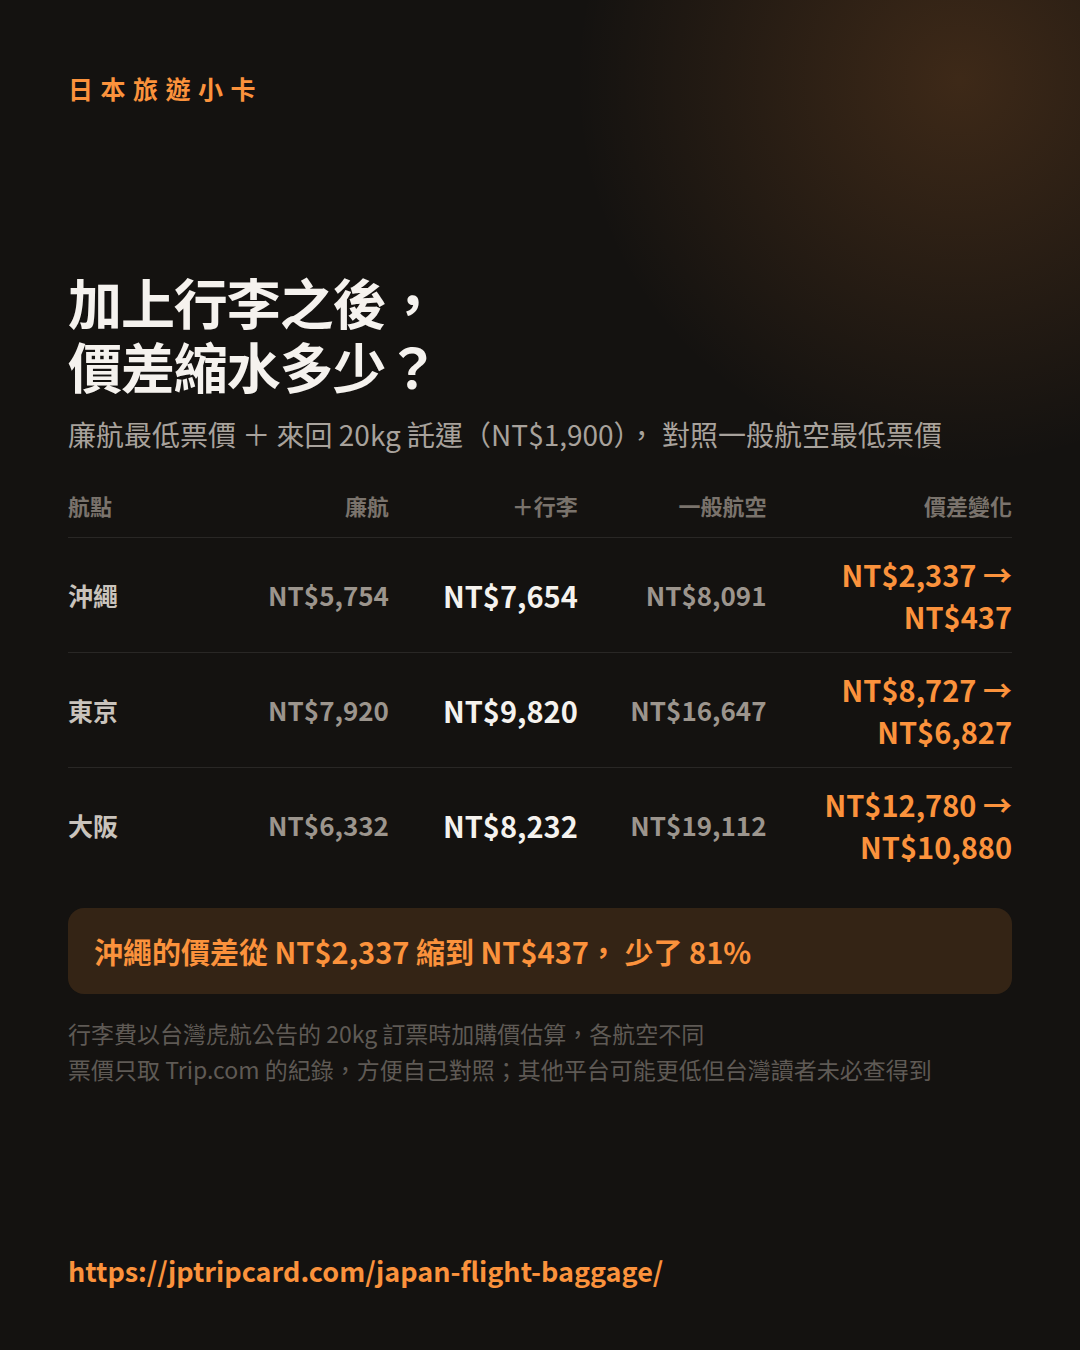 日本旅遊小卡
加上行李之後，
價差縮水多少？
廉航最低票價 ＋ 來回 20kg 託運（NT$1,900）， 對照一般航空最低票價
航點 廉航 ＋行李 一般航空 價差變化
沖繩 NT$5,754 NT$7,654 NT$8,091 NT$2,337 →
NT$437
東京 NT$7,920 NT$9,820 NT$16,647 NT$8,727 →
NT$6,827
大阪 NT$6,332 NT$8,232 NT$19,112 NT$12,780 →
NT$10,880
沖繩的價差從 NT$2,337 縮到 NT$437， 少了 81%
行李費以台灣虎航公告的 20kg 訂票時加購價估算，各航空不同
票價只取 Trip.com 的紀錄，方便自己對照；其他平台可能更低但台灣讀者未必查得到
https://jptripcard.com/japan-flight-baggage/